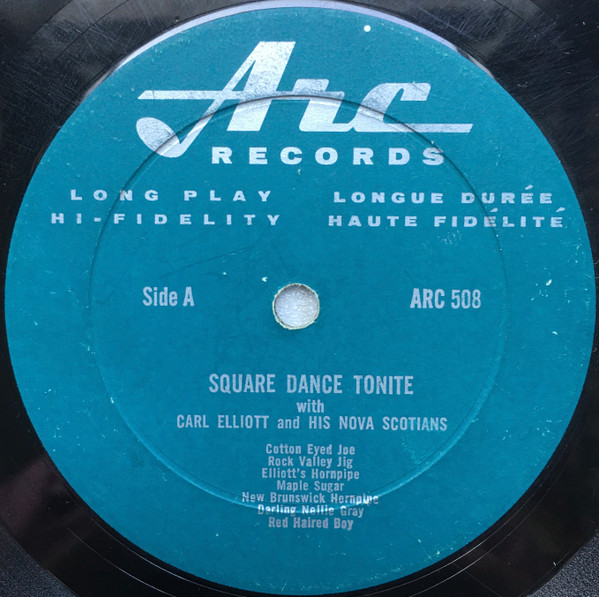 Arc
RECORDS
LONG PLAY LONGUE DURÉE
HI-FIDELITY HAUTE FIDÉLITÉ
Side A ARC 508
SQUARE DANCE TONITE
with
CARL ELLIOTT and HIS NOVA SCOTIANS
Cotton Eyed Joe
Rock Valley Jig
Elliott's Hornpipe
Maple Sugar
New Brunswick Hornpipe
Darling Nellie Gray
Red Haired Boy